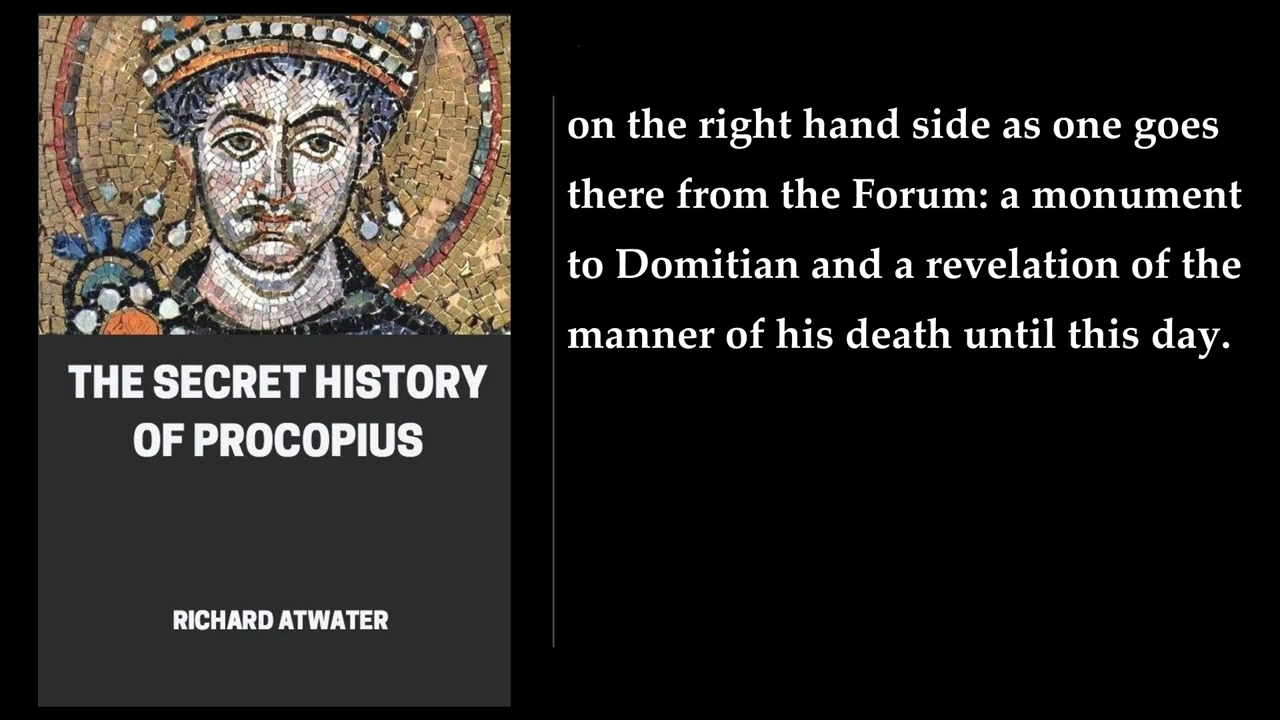 THE SECRET HISTORY
OF PROCOPIUS
RICHARD ATWATER
on the right hand side as one goes
there from the Forum: a monument
to Domitian and a revelation of the
manner of his death until this day.